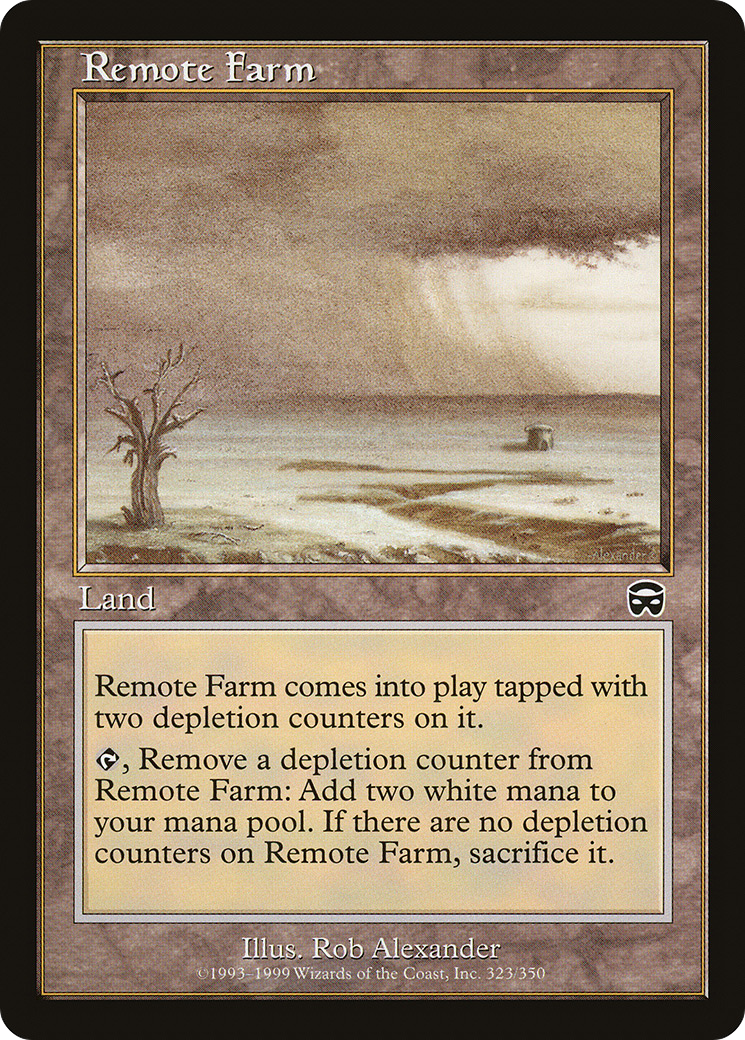 Remote Farm
Alexander
Land
Remote Farm comes into play tapped with
two depletion counters on it.
, Remove a depletion counter from
Remote Farm: Add two white mana to
your mana pool. If there are no depletion
counters on Remote Farm, sacrifice it.
Illus. Rob Alexander
©1993–1999 Wizards of the Coast, Inc. 323/350